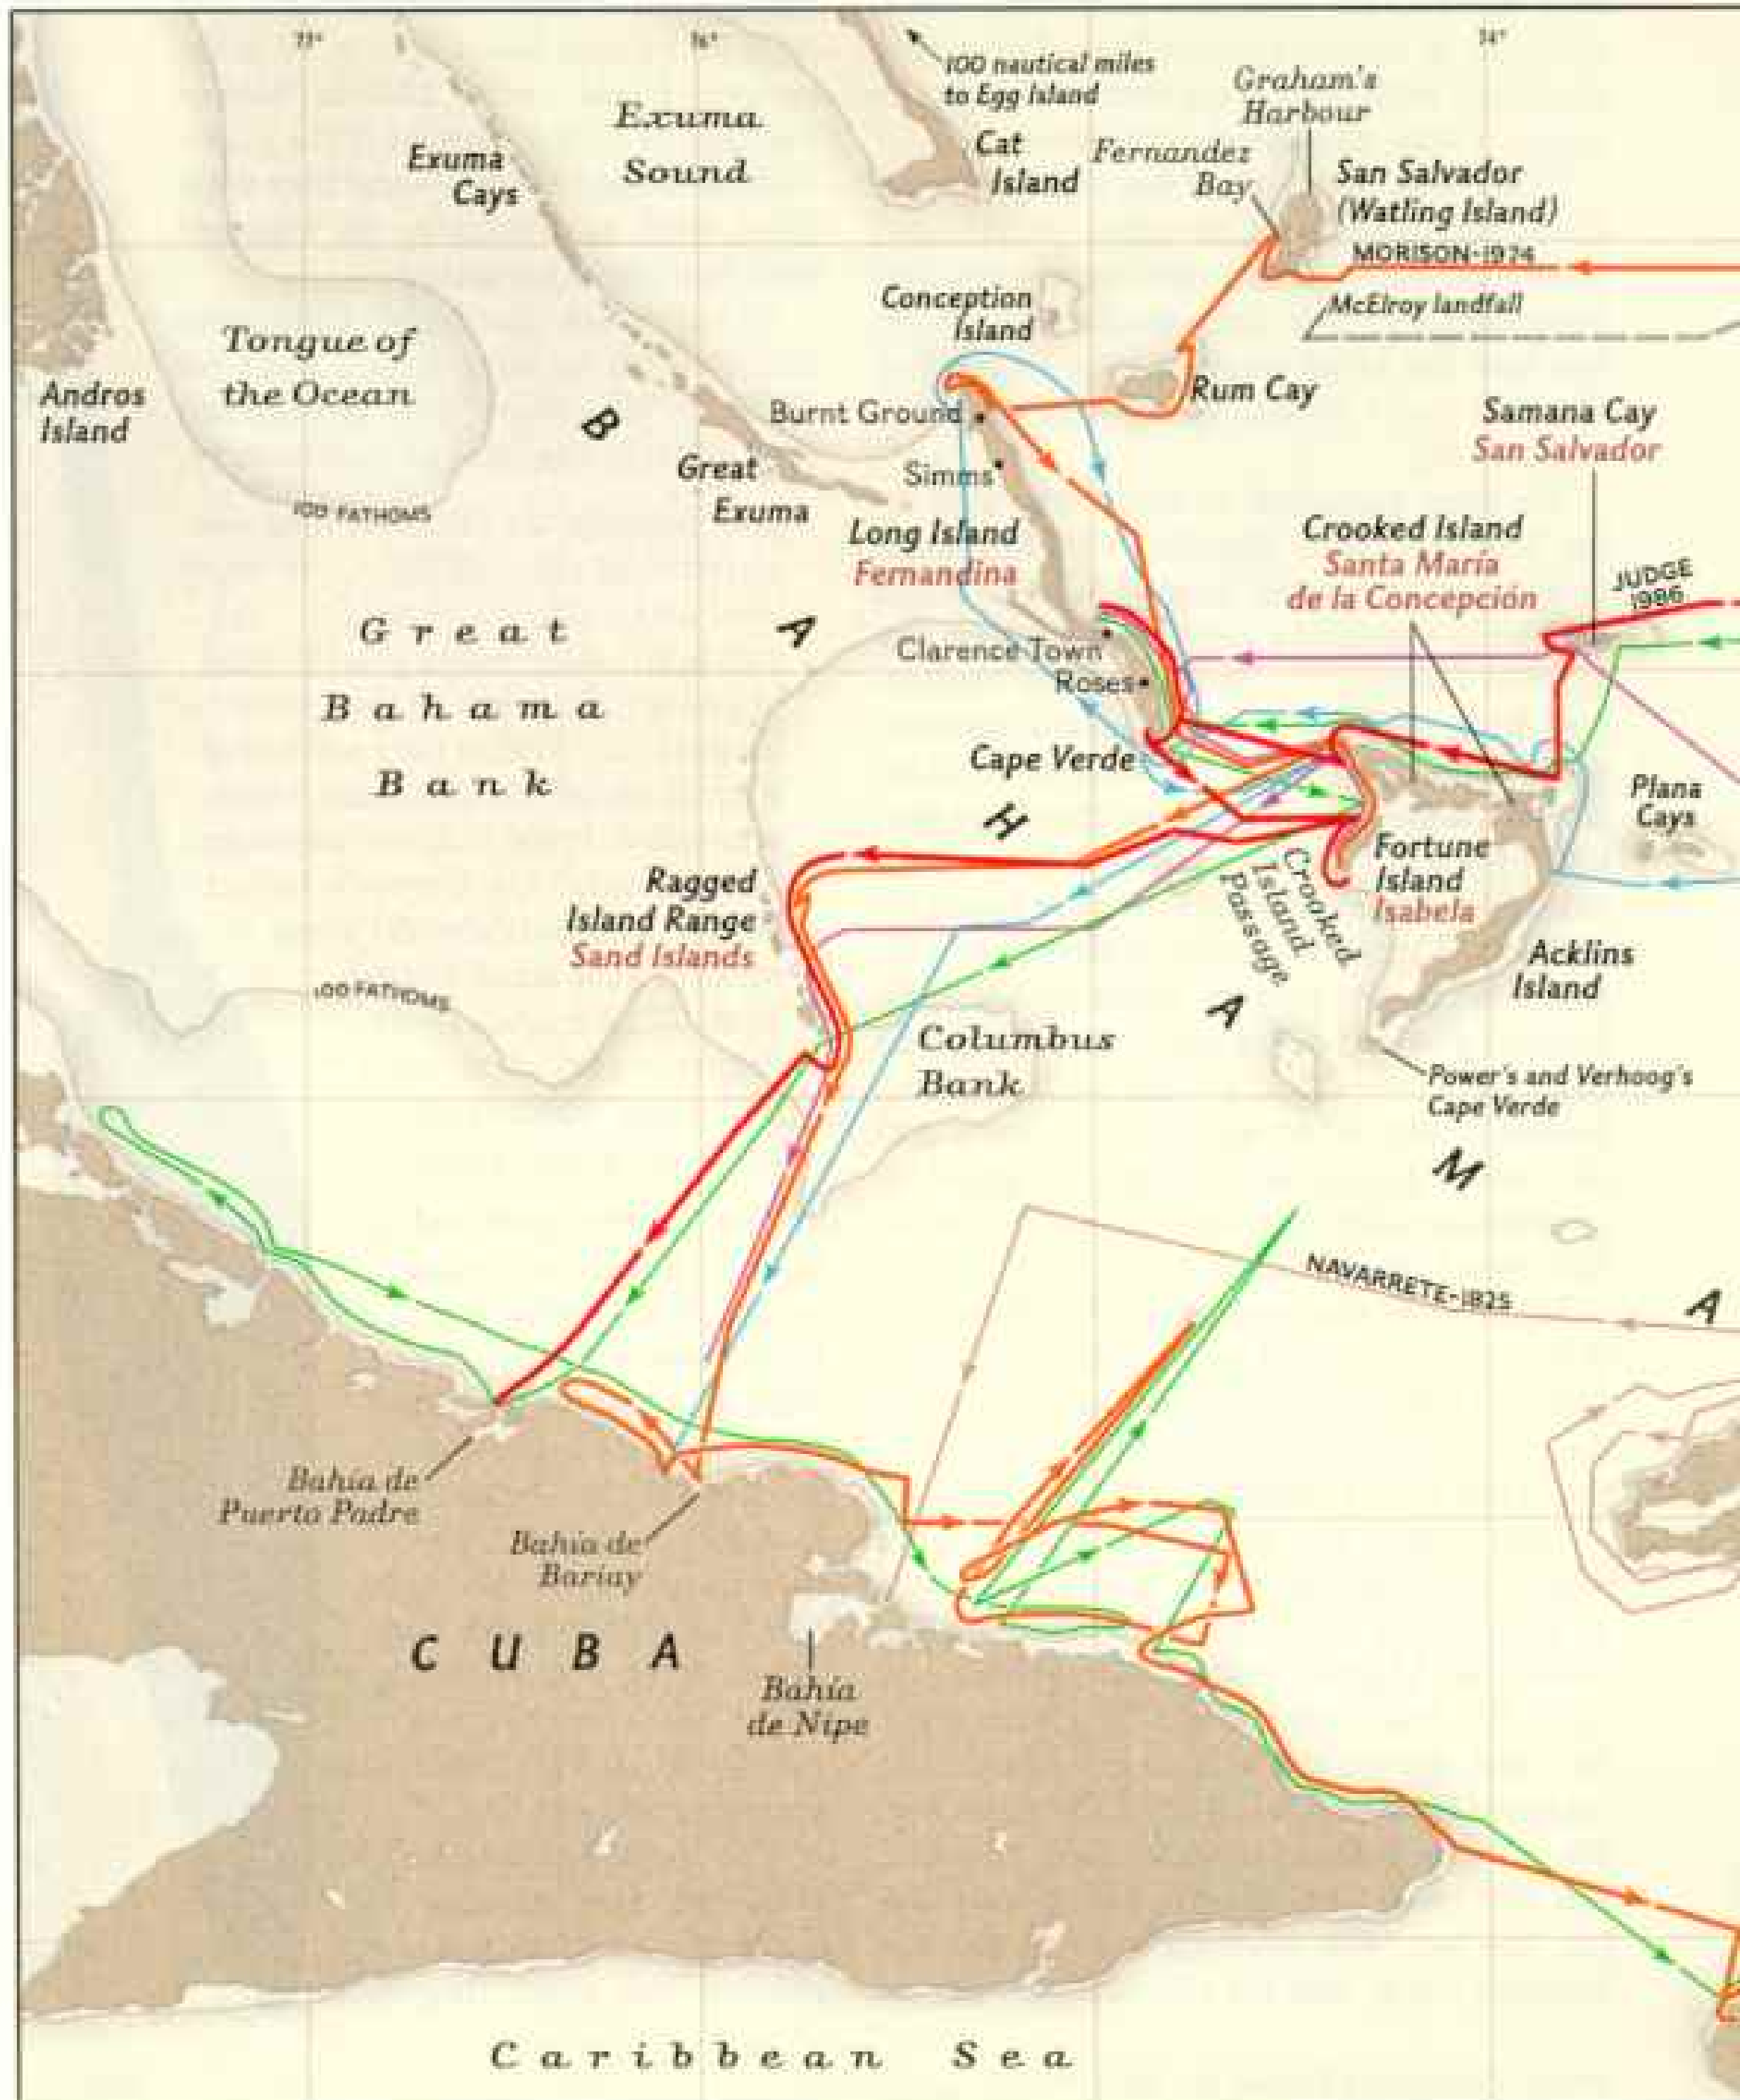 77°
76°
74°
100 nautical miles
to Egg Island
Graham's
Harbour
Exuma
Sound
Exuma
Cays
Cat
Island
Fernandez
Bay
San Salvador
(Watling Island)
MORISON-1974
McElroy landfall
Conception
Island
Tongue of
the Ocean
Andros
Island
Rum Cay
Burnt Ground
Samana Cay
San Salvador
Simms
Great
Exuma
100 FATHOMS
Long Island
Fernandina
Crooked Island
Santa María
de la Concepción
JUDGE
1986
Great
Bahama
Bank
Clarence Town
Roses
Cape Verde
Plana
Cays
Fortune
Island
Isabela
Crooked
Island
Passage
Ragged
Island Range
Sand Islands
Acklins
Island
100 FATHOMS
Columbus
Bank
Power's and Verhoog's
Cape Verde
B A H A M A
NAVARRETE-1825
Bahía de
Puerto Padre
Bahía de
Bariay
CUBA
Bahía
de Nipe
Caribbean Sea